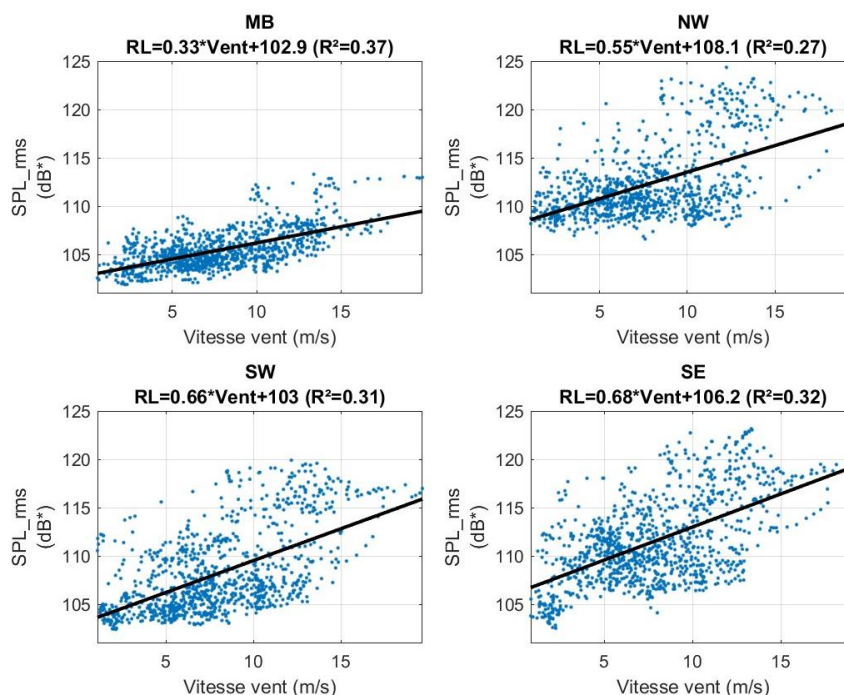 MB
RL=0.33*Vent+102.9 (R²=0.37)
125
120
115
110
105
SPL_rms
(dB*)
5 10 15
Vitesse vent (m/s)
NW
RL=0.55*Vent+108.1 (R²=0.27)
125
120
115
110
105
SPL_rms
(dB*)
5 10 15
Vitesse vent (m/s)
SW
RL=0.66*Vent+103 (R²=0.31)
125
120
115
110
105
SPL_rms
(dB*)
5 10 15
Vitesse vent (m/s)
SE
RL=0.68*Vent+106.2 (R²=0.32)
125
120
115
110
105
SPL_rms
(dB*)
5 10 15
Vitesse vent (m/s)